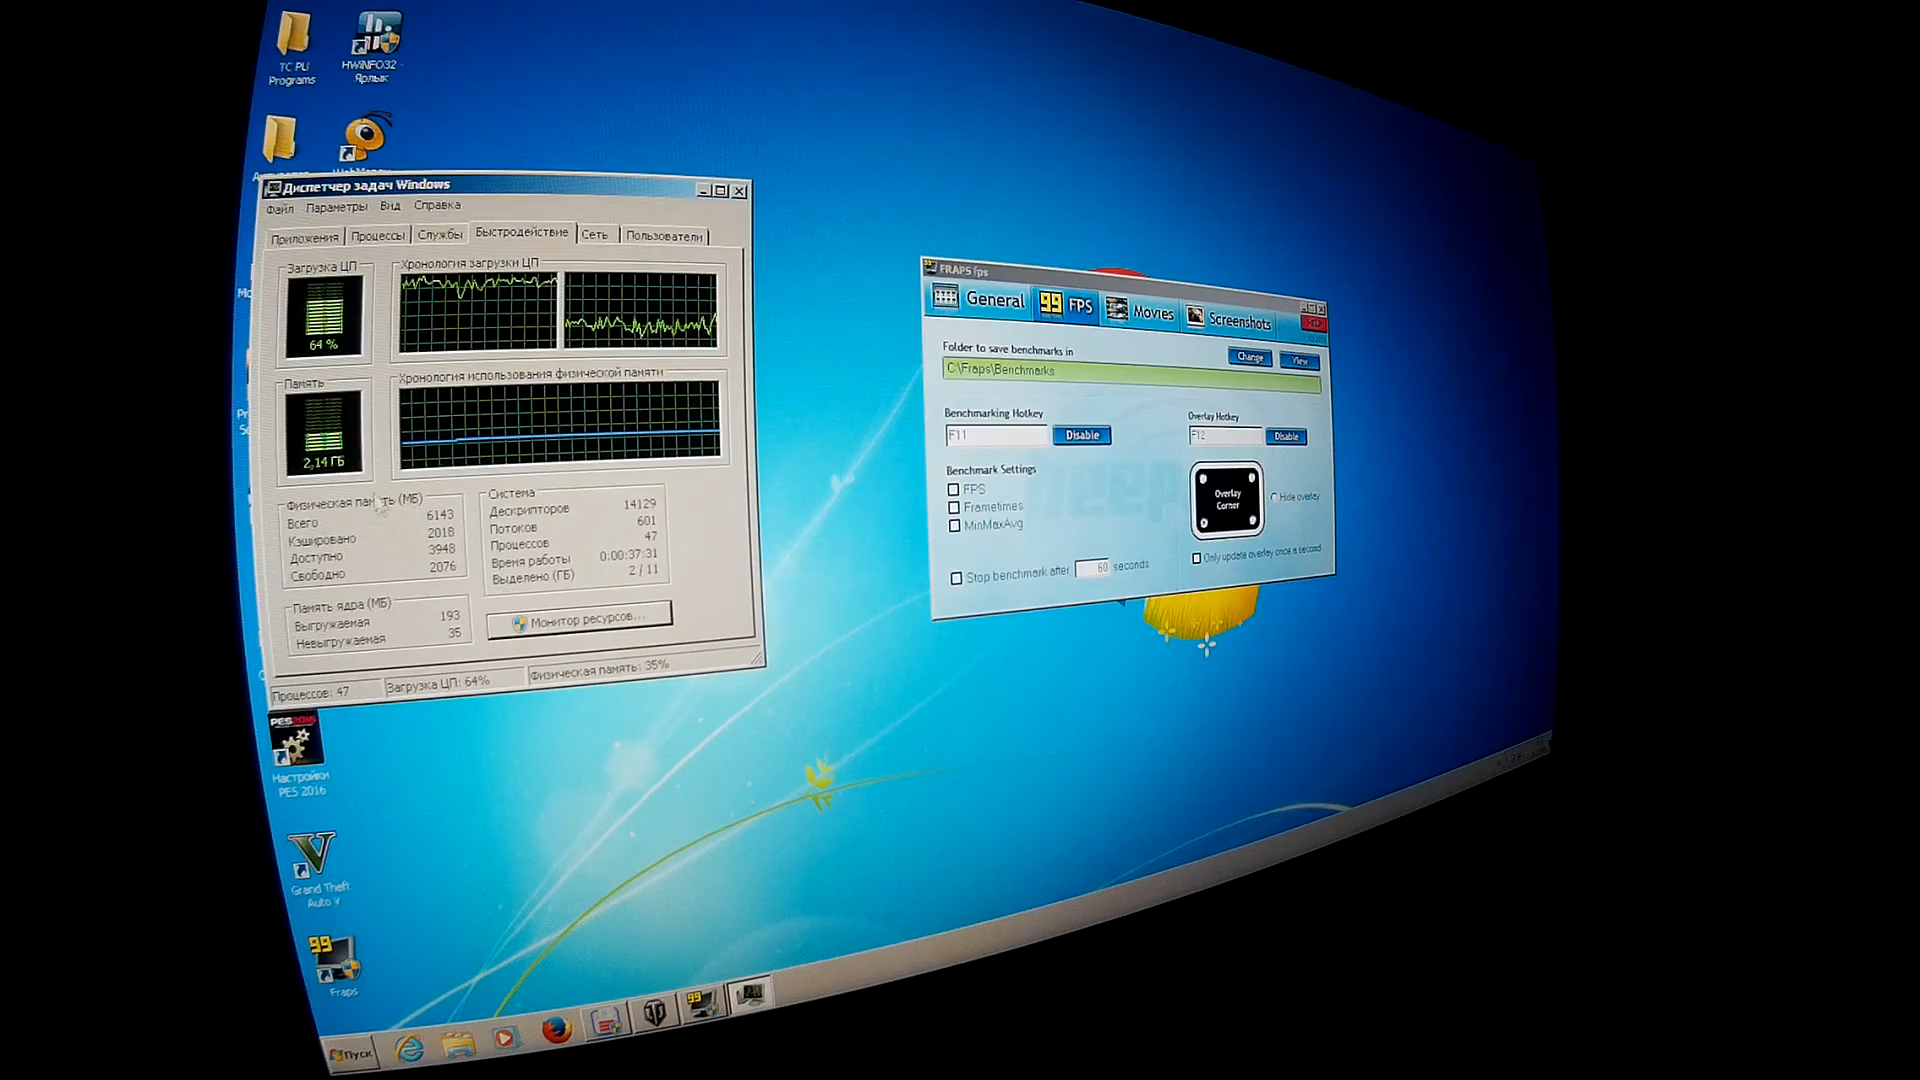 TC PU
Programs
HWiNFO32 -
Ярлык
Диспетчер задач Windows
Файл Параметры Вид Справка
Приложения Процессы Службы Быстродействие Сеть Пользователи
Загрузка ЦП
64 %
Хронология загрузки ЦП
Память
2,14 ГБ
Хронология использования физической памяти
Физическая память (МБ)
Всего 6143
Кэшировано 2018
Доступно 3948
Свободно 2076
Система
Дескрипторов 14129
Потоков 601
Процессов 47
Время работы 0:00:37:31
Выделено (ГБ) 2 / 11
Память ядра (МБ)
Выгружаемая 193
Невыгружаемая 35
Монитор ресурсов...
Процессов: 47 Загрузка ЦП: 64% Физическая память: 35%
FRAPS fps
General
99 FPS
Movies
Screenshots
Folder to save benchmarks in
Change
View
C:\Fraps\Benchmarks
Benchmarking Hotkey
F11
Disable
Overlay Hotkey
F12
Disable
Benchmark Settings
FPS
Frametimes
MinMaxAvg
Overlay
Corner
Hide overlay
Only update overlay once a second
Stop benchmark after 60 seconds
PES2016
Настройки
PES 2016
V
Grand Theft
Auto V
99
Fraps
Пуск
99